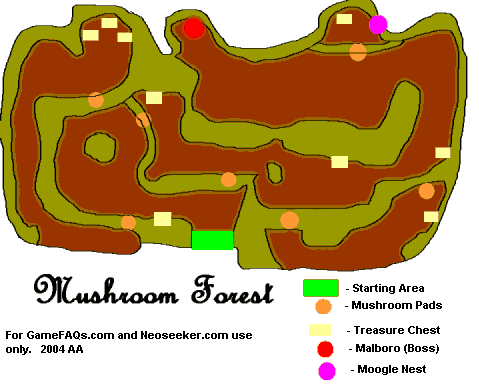 Mushroom Forest
- Starting Area
- Mushroom Pads
- Treasure Chest
- Malboro (Boss)
- Moogle Nest
For GameFAQs.com and Neoseeker.com use
only. 2004 AA